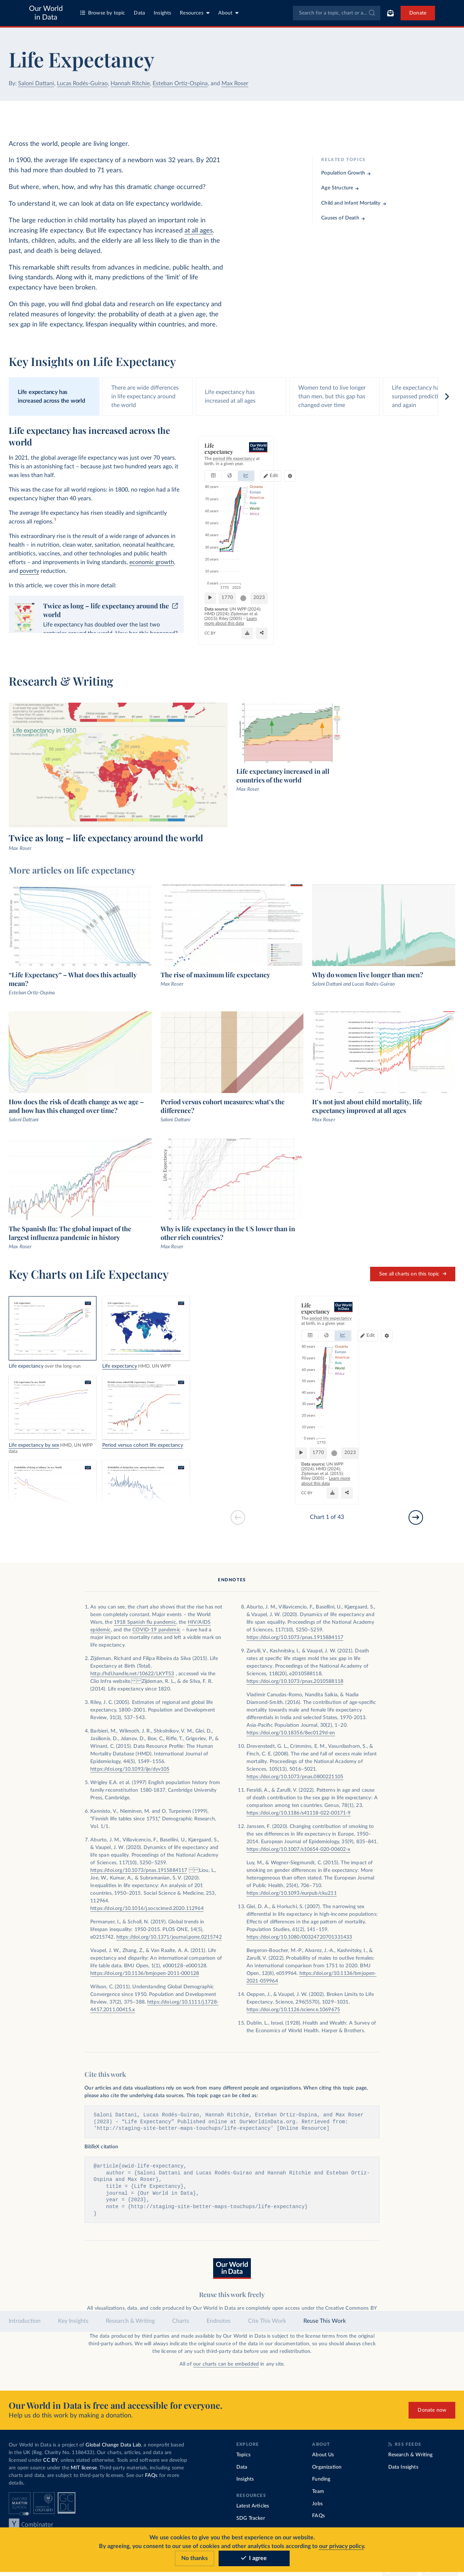 Our World
in Data
Browse by topic
Data
Insights
Resources
About
Search for a topic, chart or a...
Donate
Life Expectancy
By: Saloni Dattani, Lucas Rodés-Guirao, Hannah Ritchie, Esteban Ortiz-Ospina, and Max Roser
Across the world, people are living longer.
In 1900, the average life expectancy of a newborn was 32 years. By 2021
this had more than doubled to 71 years.
But where, when, how, and why has this dramatic change occurred?
To understand it, we can look at data on life expectancy worldwide.
The large reduction in child mortality has played an important role in
increasing life expectancy. But life expectancy has increased at all ages.
Infants, children, adults, and the elderly are all less likely to die than in the
past, and death is being delayed.
This remarkable shift results from advances in medicine, public health, and
living standards. Along with it, many predictions of the 'limit' of life
expectancy have been broken.
On this page, you will find global data and research on life expectancy and
related measures of longevity: the probability of death at a given age, the
sex gap in life expectancy, lifespan inequality within countries, and more.
RELATED TOPICS
Population Growth →
Age Structure →
Child and Infant Mortality →
Causes of Death →
Key Insights on Life Expectancy
Life expectancy has
increased across the world
There are wide differences
in life expectancy around
the world
Life expectancy has
increased at all ages
Women tend to live longer
than men, but this gap has
changed over time
Life expectancy ha
surpassed predicti
and again
Life expectancy has increased across the
world
In 2021, the global average life expectancy was just over 70 years.
This is an astonishing fact – because just two hundred years ago, it
was less than half.
This was the case for all world regions: in 1800, no region had a life
expectancy higher than 40 years.
The average life expectancy has risen steadily and significantly
across all regions.1
This extraordinary rise is the result of a wide range of advances in
health – in nutrition, clean water, sanitation, neonatal healthcare,
antibiotics, vaccines, and other technologies and public health
efforts – and improvements in living standards, economic growth,
and poverty reduction.
In this article, we cover this in more detail:
Twice as long – life expectancy around the
world
Life expectancy has doubled over the last two
Life
expectancy
Our World
in Data
The period life expectancy at
birth, in a given year.
Edit
80 years
70 years
60 years
50 years
40 years
30 years
20 years
10 years
0 years
Oceania
Europe
Americas
Asia
World
Africa
1770
2023
1770
2023
Data source: UN WPP (2024);
HMD (2024); Zijdeman et al.
(2015); Riley (2005) – Learn
more about this data
CC BY
Research & Writing
Life expectancy in 1950
Twice as long – life expectancy around the world
Max Roser
Life expectancy increased in all
countries of the world
Max Roser
More articles on life expectancy
“Life Expectancy” – What does this actually
mean?
Esteban Ortiz-Ospina
The rise of maximum life expectancy
Max Roser
Why do women live longer than men?
Saloni Dattani and Lucas Rodés-Guirao
How does the risk of death change as we age –
and how has this changed over time?
Saloni Dattani
Period versus cohort measures: what's the
difference?
Saloni Dattani
It's not just about child mortality, life
expectancy improved at all ages
Max Roser
The Spanish flu: The global impact of the
largest influenza pandemic in history
Max Roser
Life Expectancy
Why is life expectancy in the US lower than in
other rich countries?
Max Roser
Key Charts on Life Expectancy
See all charts on this topic →
Life expectancy over the long run
Life expectancy HMD, UN WPP
Life expectancy by sex HMD, UN WPP
data
Period versus cohort life expectancy
Life
expectancy
Our World
in Data
The period life expectancy
at birth, in a given year.
Edit
80 years
70 years
60 years
50 years
40 years
30 years
20 years
10 years
0 years
Oceania
Europe
Americas
Asia
World
Africa
1770
1770
2023
Data source: UN WPP
(2024); HMD (2024);
Zijdeman et al. (2015);
Riley (2005) – Learn more
about this data
CC BY
Chart 1 of 43
ENDNOTES
1. As you can see, the chart also shows that the rise has not
been completely constant. Major events – the World
Wars, the 1918 Spanish flu pandemic, the HIV/AIDS
epidemic, and the COVID-19 pandemic – have had a
major impact on mortality rates and left a visible mark on
life expectancy.
2. Zijdeman, Richard and Filipa Ribeira da Silva (2015). Life
Expectancy at Birth (Total).
http://hdl.handle.net/10622/LKYT53 , accessed via the
Clio Infra website.
Zijdeman, R. L., & de Silva, F. R.
(2014). Life expectancy since 1820.
3. Riley, J. C. (2005). Estimates of regional and global life
expectancy, 1800–2001. Population and Development
Review, 31(3), 537–543.
4. Barbieri, M., Wilmoth, J. R., Shkolnikov, V. M., Glei, D.,
Jasilionis, D., Jdanov, D., Boe, C., Riffe, T., Grigoriev, P., &
Winant, C. (2015). Data Resource Profile: The Human
Mortality Database (HMD). International Journal of
Epidemiology, 44(5), 1549–1556.
https://doi.org/10.1093/ije/dyv105
5. Wrigley E.A. et al. (1997) English population history from
family reconstitution 1580-1837. Cambridge University
Press, Cambridge.
6. Kannisto, V., Nieminen, M. and O. Turpeinen (1999).
“Finnish life tables since 1751,” Demographic Research,
Vol. 1/1.
7. Aburto, J. M., Villavicencio, F., Basellini, U., Kjærgaard, S.,
& Vaupel, J. W. (2020). Dynamics of life expectancy and
life span equality. Proceedings of the National Academy
of Sciences, 117(10), 5250–5259.
https://doi.org/10.1073/pnas.1915884117
Liou, L.,
Joe, W., Kumar, A., & Subramanian, S. V. (2020).
Inequalities in life expectancy: An analysis of 201
countries, 1950–2015. Social Science & Medicine, 253,
112964.
https://doi.org/10.1016/j.socscimed.2020.112964
Permanyer, I., & Scholl, N. (2019). Global trends in
lifespan inequality: 1950-2015. PLOS ONE, 14(5),
e0215742. https://doi.org/10.1371/journal.pone.0215742
Vaupel, J. W., Zhang, Z., & Van Raalte, A. A. (2011). Life
expectancy and disparity: an international comparison of
life table data. BMJ Open, 1(1), e000128–e000128.
https://doi.org/10.1136/bmjopen-2011-000128
Wilson, C. (2011). Understanding Global Demographic
Convergence since 1950. Population and Development
Review, 37(2), 375–388. https://doi.org/10.1111/j.1728-
4457.2011.00415.x
8. Aburto, J. M., Villavicencio, F., Basellini, U., Kjærgaard, S.,
& Vaupel, J. W. (2020). Dynamics of life expectancy and
life span equality. Proceedings of the National Academy
of Sciences, 117(10), 5250–5259.
https://doi.org/10.1073/pnas.1915884117
9. Zarulli, V., Kashnitsky, I., & Vaupel, J. W. (2021). Death
rates at specific life stages mold the sex gap in life
expectancy. Proceedings of the National Academy of
Sciences, 118(20), e2010588118.
https://doi.org/10.1073/pnas.2010588118
Vladimir Canudas-Romo, Nandita Saikia, & Nadia
Diamond-Smith. (2016). The contribution of age-specific
mortality towards male and female life expectancy
differentials in India and selected States, 1970-2013.
Asia-Pacific Population Journal, 30(2), 1–20.
https://doi.org/10.18356/8ec0129d-en
10. Drevenstedt, G. L., Crimmins, E. M., Vasunilashorn, S., &
Finch, C. E. (2008). The rise and fall of excess male infant
mortality. Proceedings of the National Academy of
Sciences, 105(13), 5016–5021.
https://doi.org/10.1073/pnas.0800221105
11. Feraldi, A., & Zarulli, V. (2022). Patterns in age and cause
of death contribution to the sex gap in life expectancy: A
comparison among ten countries. Genus, 78(1), 23.
https://doi.org/10.1186/s41118-022-00171-9
12. Janssen, F. (2020). Changing contribution of smoking to
the sex differences in life expectancy in Europe, 1950–
2014. European Journal of Epidemiology, 35(9), 835–841.
https://doi.org/10.1007/s10654-020-00602-x
Luy, M., & Wegner-Siegmundt, C. (2015). The impact of
smoking on gender differences in life expectancy: More
heterogeneous than often stated. The European Journal
of Public Health, 25(4), 706–710.
https://doi.org/10.1093/eurpub/cku211
13. Glei, D. A., & Horiuchi, S. (2007). The narrowing sex
differential in life expectancy in high-income populations:
Effects of differences in the age pattern of mortality.
Population Studies, 61(2), 141–159.
https://doi.org/10.1080/00324720701331433
Bergeron-Boucher, M.-P., Alvarez, J.-A., Kashnitsky, I., &
Zarulli, V. (2022). Probability of males to outlive females:
An international comparison from 1751 to 2020. BMJ
Open, 12(8), e059964. https://doi.org/10.1136/bmjopen-
2021-059964
14. Oeppen, J., & Vaupel, J. W. (2002). Broken Limits to Life
Expectancy. Science, 296(5570), 1029–1031.
https://doi.org/10.1126/science.1069675
15. Dublin, L., Israel. (1928). Health and Wealth: A Survey of
the Economics of World Health. Harper & Brothers.
Cite this work
Our articles and data visualizations rely on work from many different people and organizations. When citing this topic page,
please also cite the underlying data sources. This topic page can be cited as:
Saloni Dattani, Lucas Rodés-Guirao, Hannah Ritchie, Esteban Ortiz-Ospina, and Max Roser
(2023) - “Life Expectancy” Published online at OurWorldinData.org. Retrieved from:
'http://staging-site-better-maps-touchups/life-expectancy' [Online Resource]
BibTeX citation
@article{owid-life-expectancy,
author = {Saloni Dattani and Lucas Rodés-Guirao and Hannah Ritchie and Esteban Ortiz-
Ospina and Max Roser},
title = {Life Expectancy},
journal = {Our World in Data},
year = {2023},
note = {http://staging-site-better-maps-touchups/life-expectancy}
}
Our World
in Data
Reuse this work freely
All visualizations, data, and code produced by Our World in Data are completely open access under the Creative Commons BY
Introduction
Key Insights
Research & Writing
Charts
Endnotes
Cite This Work
Reuse This Work
The data produced by third parties and made available by Our World in Data is subject to the license terms from the original
third-party authors. We will always indicate the original source of the data in our documentation, so you should always check
the license of any such third-party data before use and redistribution.
All of our charts can be embedded in any site.
Our World in Data is free and accessible for everyone.
Help us do this work by making a donation.
Donate now
Our World in Data is a project of Global Change Data Lab, a nonprofit based
in the UK (Reg. Charity No. 1186433). Our charts, articles, and data are
licensed under CC BY, unless stated otherwise. Tools and software we develop
are open source under the MIT license. Third-party materials, including some
charts and data, are subject to third-party licenses. See our FAQs for more
details.
OXFORD
MARTIN
SCHOOL
UNIVERSITY OF
OXFORD
Y Combinator
EXPLORE
Topics
Data
Insights
RESOURCES
Latest Articles
SDG Tracker
ABOUT
About Us
Organization
Funding
Team
Jobs
FAQs
RSS FEEDS
Research & Writing
Data Insights
We use cookies to give you the best experience on our website.
By agreeing, you consent to our use of cookies and other analytics tools according to our privacy policy.
No thanks
I agree